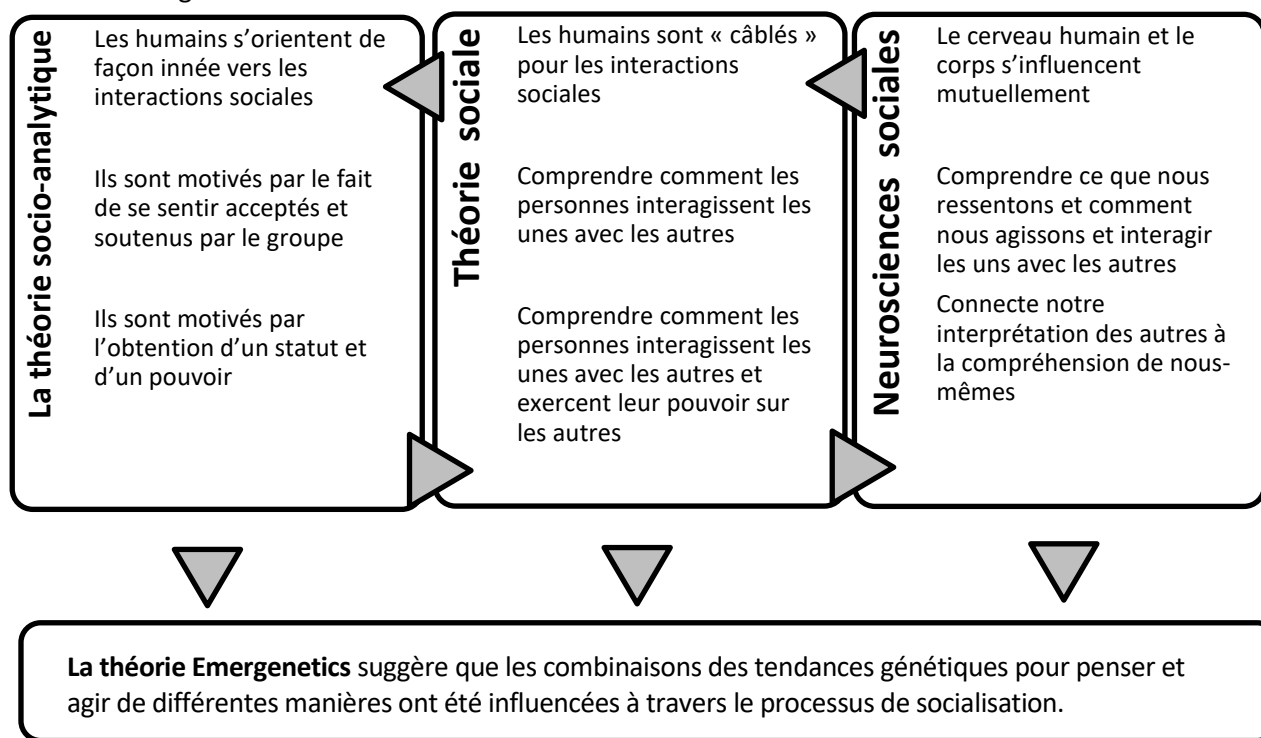 La théorie socio-analytique
Les humains s’orientent de
façon innée vers les
interactions sociales
Ils sont motivés par le fait
de se sentir acceptés et
soutenus par le groupe
Ils sont motivés par
l’obtention d’un statut et
d’un pouvoir
Théorie sociale
Les humains sont « câblés »
pour les interactions
sociales
Comprendre comment les
personnes interagissent les
unes avec les autres
Comprendre comment les
personnes interagissent les
unes avec les autres et
exercent leur pouvoir sur
les autres
Neurosciences sociales
Le cerveau humain et le
corps s’influencent
mutuellement
Comprendre ce que nous
ressentons et comment
nous agissons et interagir
les uns avec les autres
Connecte notre
interprétation des autres à
la compréhension de nous-
mêmes
La théorie Emergenetics suggère que les combinaisons des tendances génétiques pour penser et
agir de différentes manières ont été influencées à travers le processus de socialisation.